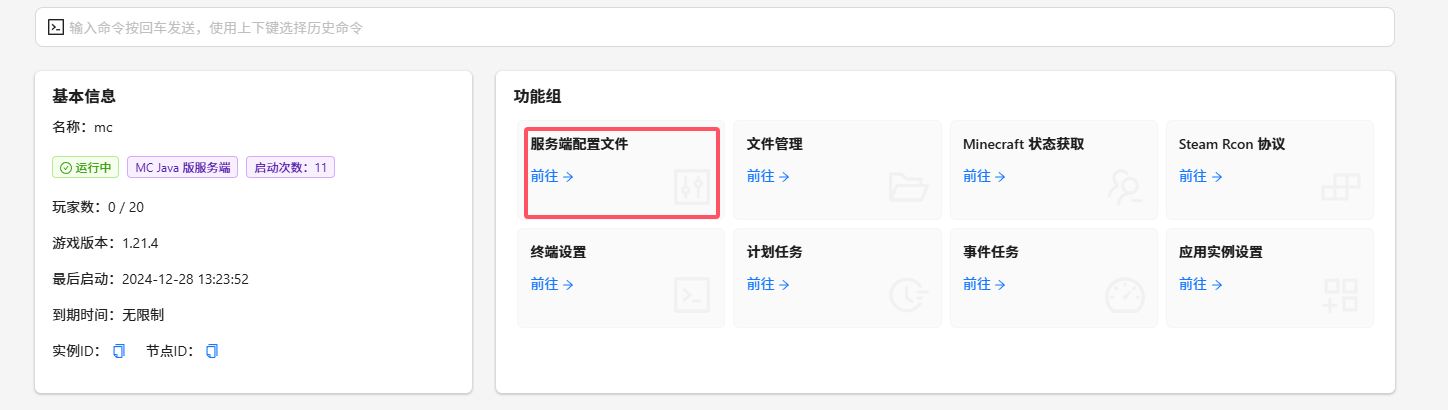 输入命令按回车发送，使用上下键选择历史命令
基本信息
名称：mc
运行中 MC Java 版服务端 启动次数：11
玩家数：0 / 20
游戏版本：1.21.4
最后启动：2024-12-28 13:23:52
到期时间：无限制
实例ID： 节点ID：
功能组
服务端配置文件
前往 →
文件管理
前往 →
Minecraft 状态获取
前往 →
Steam Rcon 协议
前往 →
终端设置
前往 →
计划任务
前往 →
事件任务
前往 →
应用实例设置
前往 →